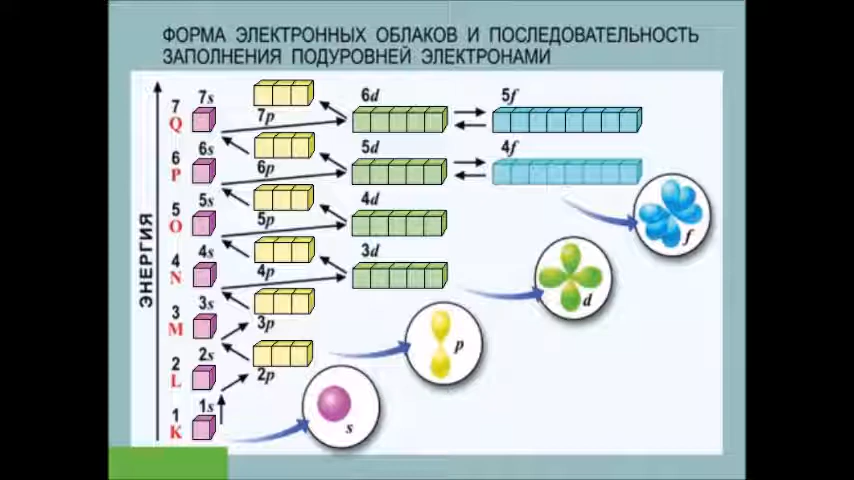 ФОРМА ЭЛЕКТРОННЫХ ОБЛАКОВ И ПОСЛЕДОВАТЕЛЬНОСТЬ
ЗАПОЛНЕНИЯ ПОДУРОВНЕЙ ЭЛЕКТРОНАМИ
ЭНЕРГИЯ
7 Q 7s 7p 6d 5f
6 P 6s 6p 5d 4f
5 O 5s 5p 4d
4 N 4s 4p 3d
3 M 3s 3p
2 L 2s 2p
1 K 1s
f
d
p
s